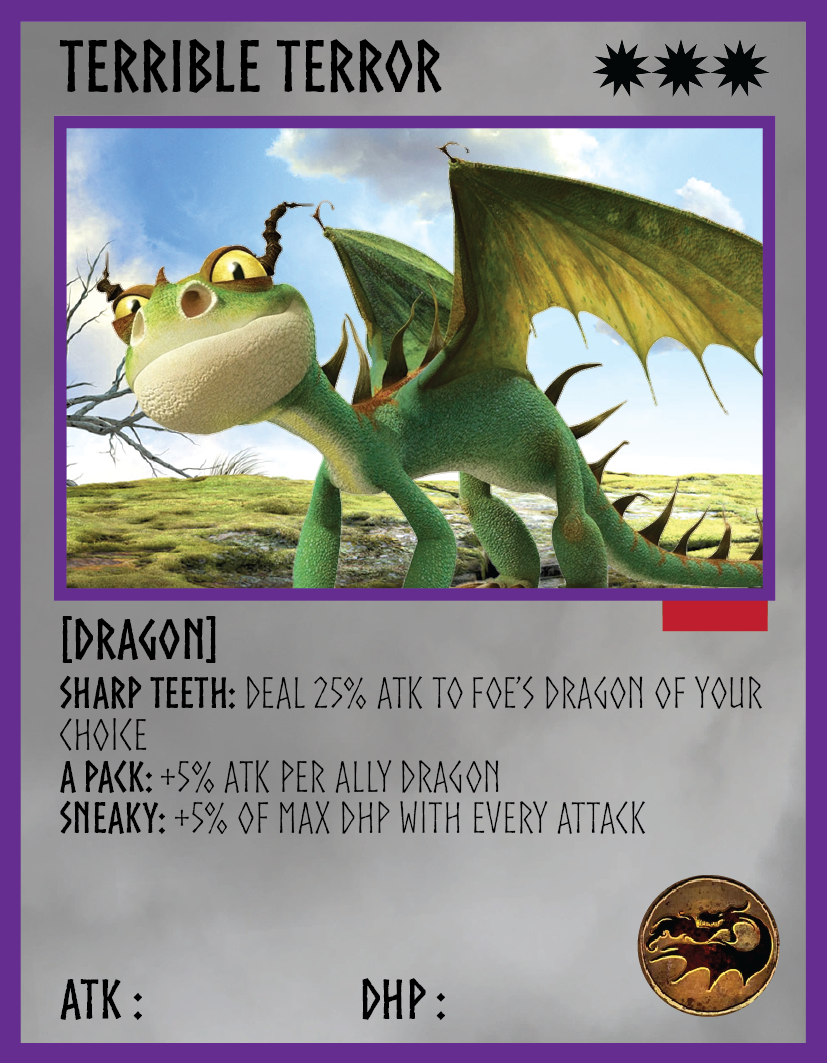 TERRIBLE TERROR
[DRAGON]
SHARP TEETH: DEAL 25% ATK TO FOE'S DRAGON OF YOUR
CHOICE
A PACK: +5% ATK PER ALLY DRAGON
SNEAKY: +5% OF MAX DHP WITH EVERY ATTACK
ATK : DHP :